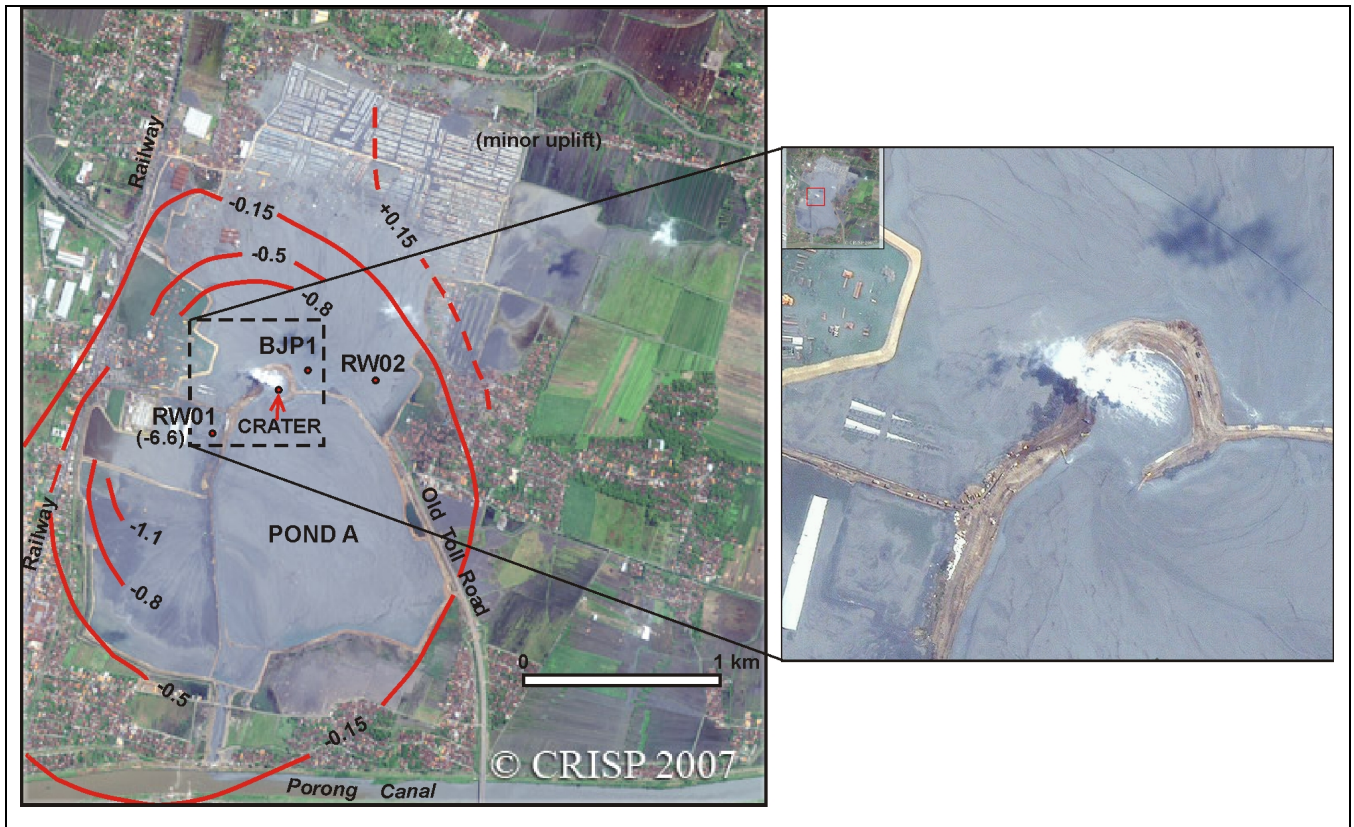 Railway
(minor uplift)
-0.15
+0.15
-0.5
-0.8
BJP1
RW02
RW01
(-6.6)
CRATER
-1.1
-0.8
POND A
Old Toll Road
Railway
0 1 km
-0.5
-0.15
© CRISP 2007
Porong Canal